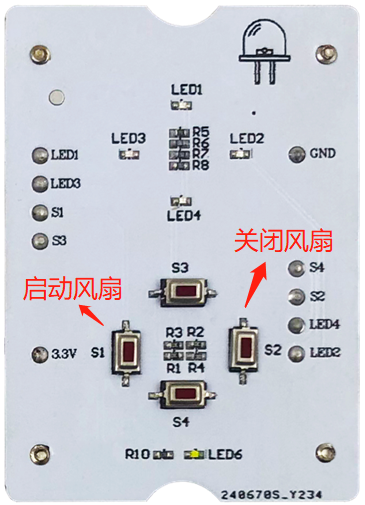 LED1
LED3
R5
R6
R7
R8
LED2
LED1
GND
LED3
S1
S3
LED4
关闭风扇
S3
S4
启动风扇
S2
LED4
R3 R2
3.3V
S1
R1 R4
S2
LED2
S4
R10
LED6
240670S_Y234